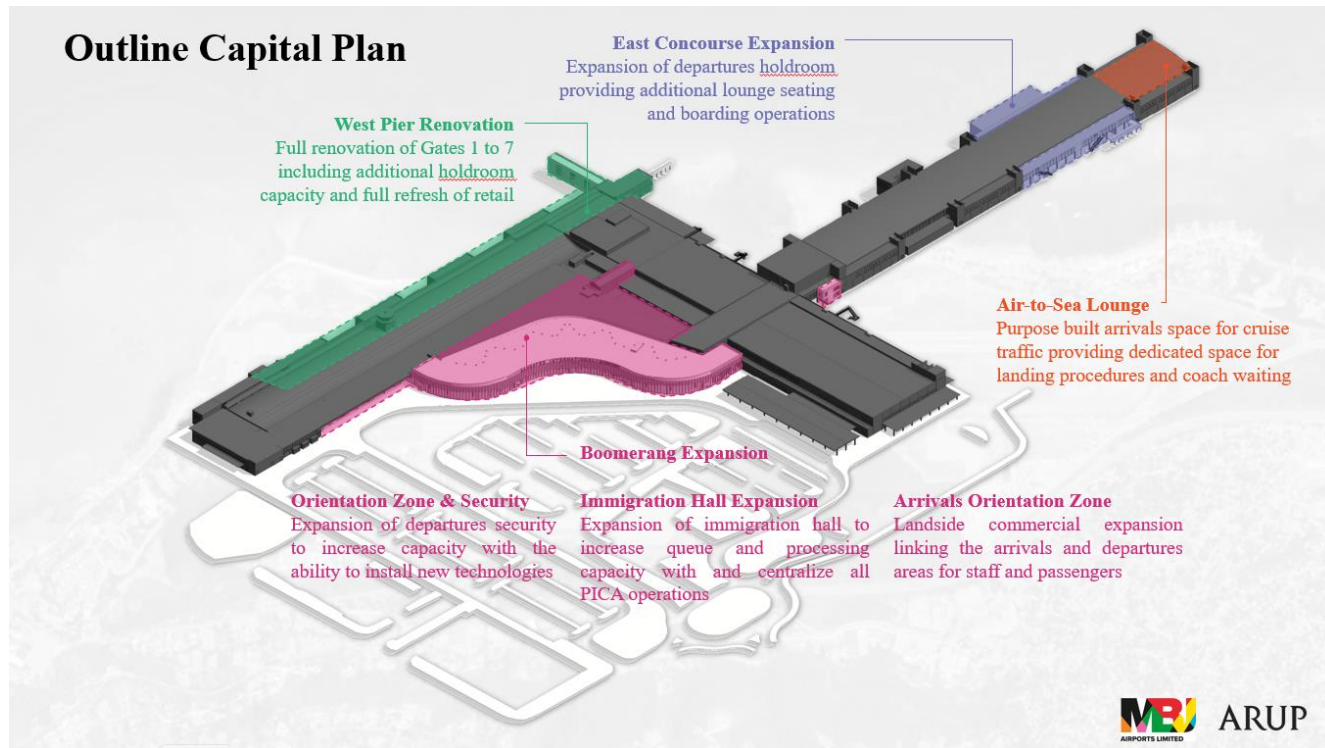 Outline Capital Plan
East Concourse Expansion
Expansion of departures holdroom
providing additional lounge seating
and boarding operations
West Pier Renovation
Full renovation of Gates 1 to 7
including additional holdroom
capacity and full refresh of retail
Air-to-Sea Lounge
Purpose built arrivals space for cruise
traffic providing dedicated space for
landing procedures and coach waiting
Boomerang Expansion
Orientation Zone & Security
Expansion of departures security
to increase capacity with the
ability to install new technologies
Immigration Hall Expansion
Expansion of immigration hall to
increase queue and processing
capacity with and centralize all
PICA operations
Arrivals Orientation Zone
Landside commercial expansion
linking the arrivals and departures
areas for staff and passengers
MBJ
AIRPORTS LIMITED
ARUP